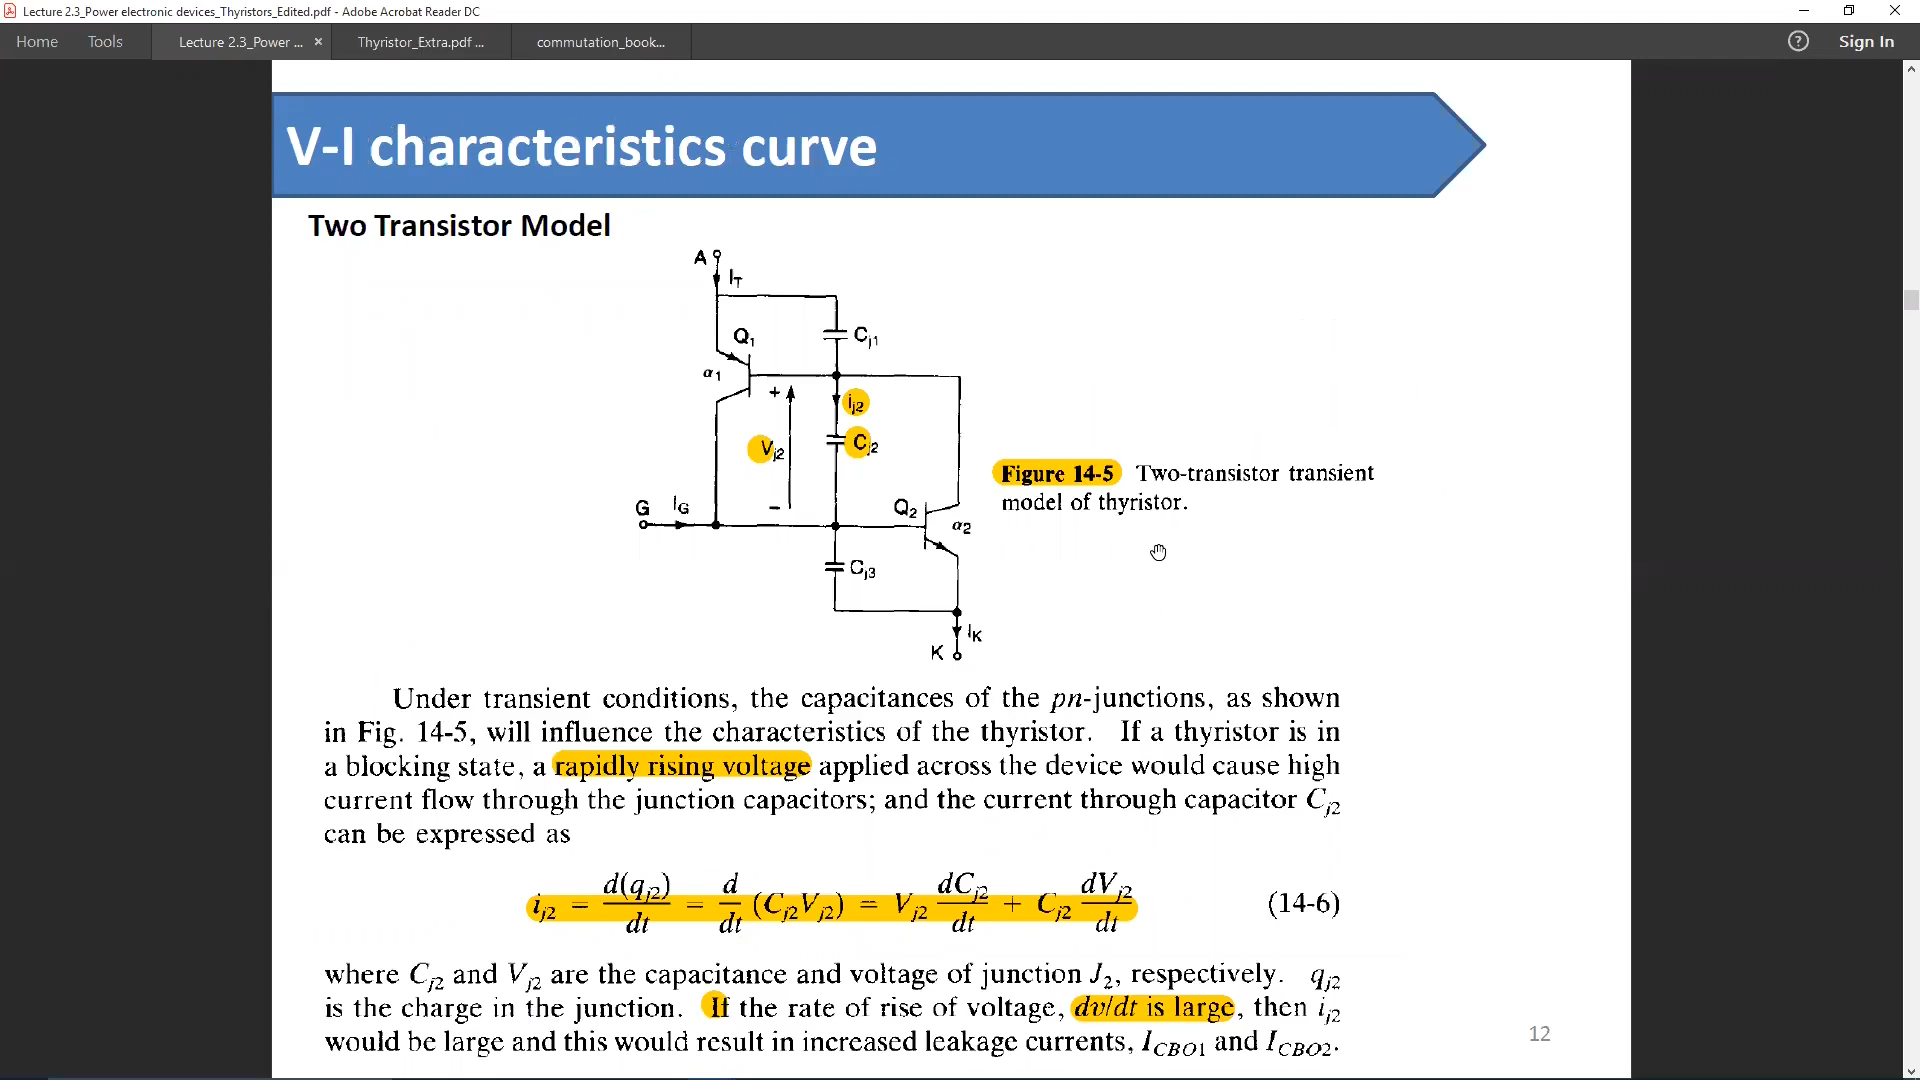 Lecture 2.3_Power electronic devices_Thyristors_Edited.pdf - Adobe Acrobat Reader DC
Home Tools Lecture 2.3_Power ... × Thyristor_Extra.pdf ... commutation_book... ? Sign In
V-I characteristics curve
Two Transistor Model
A
I_T
Q_1
C_j1
α_1
+
i_j2
V_j2
C_j2
Figure 14-5 Two-transistor transient
model of thyristor.
G I_G
−
Q_2
α_2
C_j3
I_K
K
Under transient conditions, the capacitances of the pn-junctions, as shown
in Fig. 14-5, will influence the characteristics of the thyristor. If a thyristor is in
a blocking state, a rapidly rising voltage applied across the device would cause high
current flow through the junction capacitors; and the current through capacitor C_j2
can be expressed as
i_j2 = d(q_j2)/dt = d/dt (C_j2 V_j2) = V_j2 dC_j2/dt + C_j2 dV_j2/dt (14-6)
where C_j2 and V_j2 are the capacitance and voltage of junction J_2, respectively. q_j2
is the charge in the junction. If the rate of rise of voltage, dv/dt is large, then i_j2
would be large and this would result in increased leakage currents, I_CBO1 and I_CBO2.
12